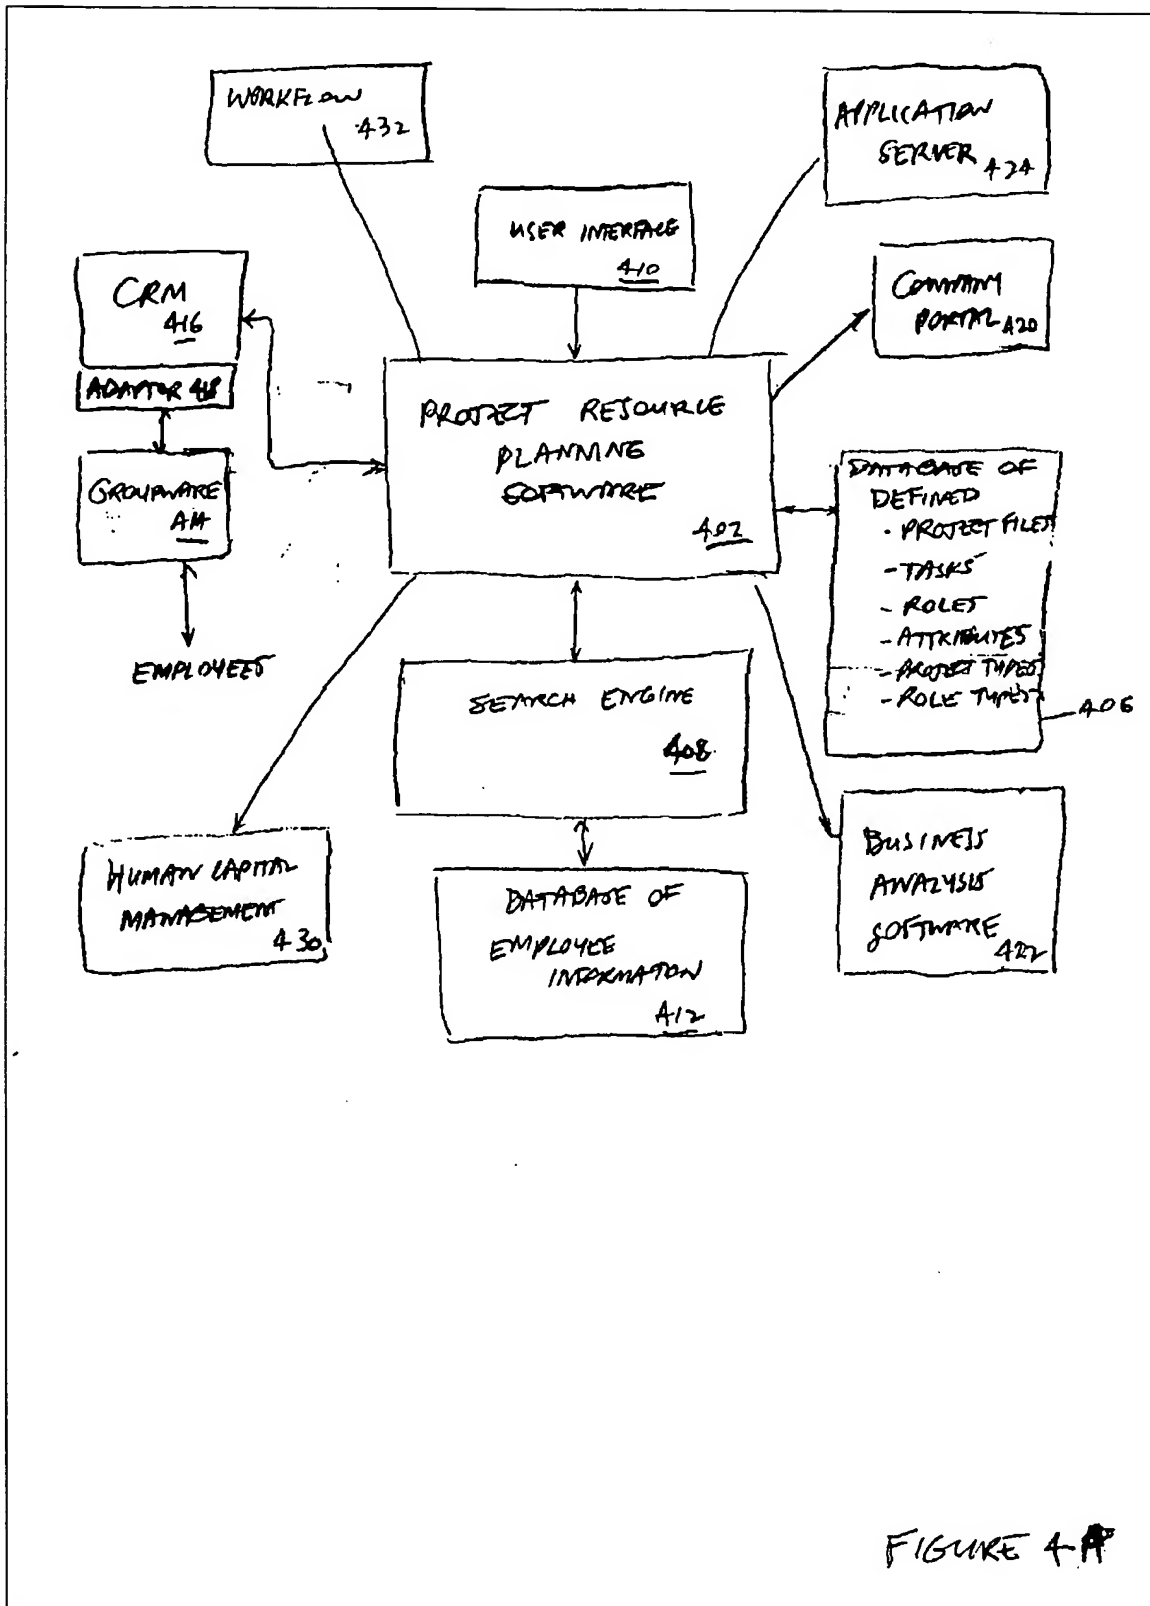 WORKFLOW
432
APPLICATION
SERVER
424
USER INTERFACE
410
CRM
416
COMPANY
PORTAL 420
ADAPTOR 418
PROJECT RESOURCE
PLANNING
SOFTWARE
402
GROUPWARE
414
DATABASE OF
DEFINED
- PROJECT FILES
- TASKS
- ROLES
- ATTRIBUTES
- PROJECT TYPES
- ROLE TYPES
406
EMPLOYEES
SEARCH ENGINE
408
HUMAN CAPITAL
MANAGEMENT
430
DATABASE OF
EMPLOYEE
INFORMATION
412
BUSINESS
ANALYSIS
SOFTWARE
422
FIGURE 4A